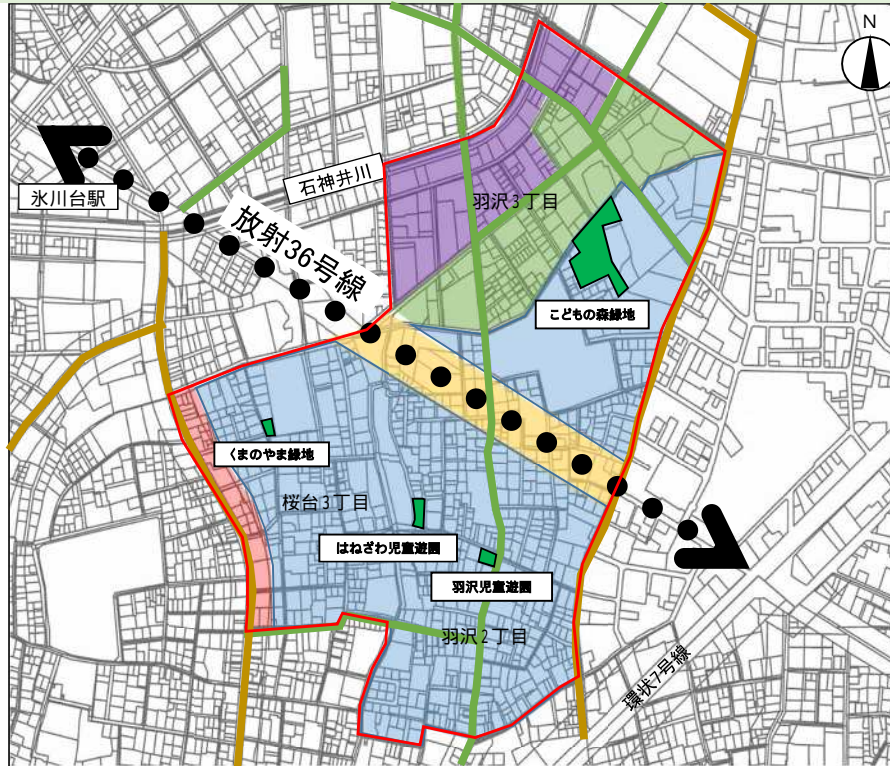 N
石神井川
氷川台駅
放射36号線
羽沢3丁目
こどもの森緑地
くまのやま緑地
桜台3丁目
はねざわ児童遊園
羽沢児童遊園
羽沢2丁目
環状7号線